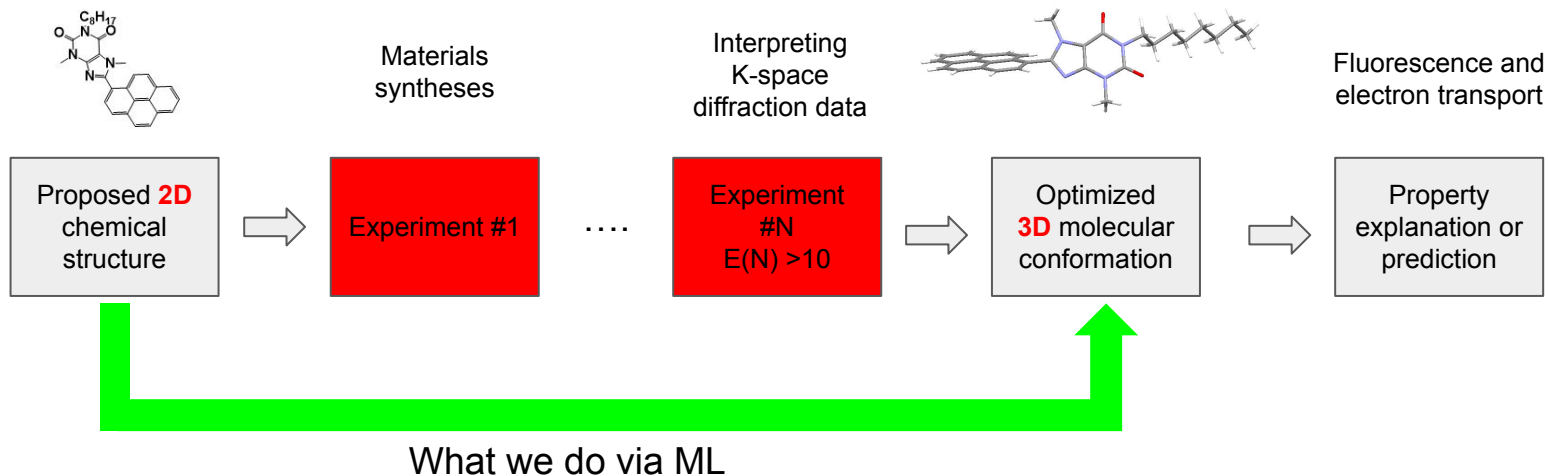 C8H17
O
N
O
N
N
N
Materials
syntheses
Interpreting
K-space
diffraction data
Fluorescence and
electron transport
Proposed 2D
chemical
structure
Experiment #1
....
Experiment
#N
E(N) >10
Optimized
3D molecular
conformation
Property
explanation or
prediction
What we do via ML